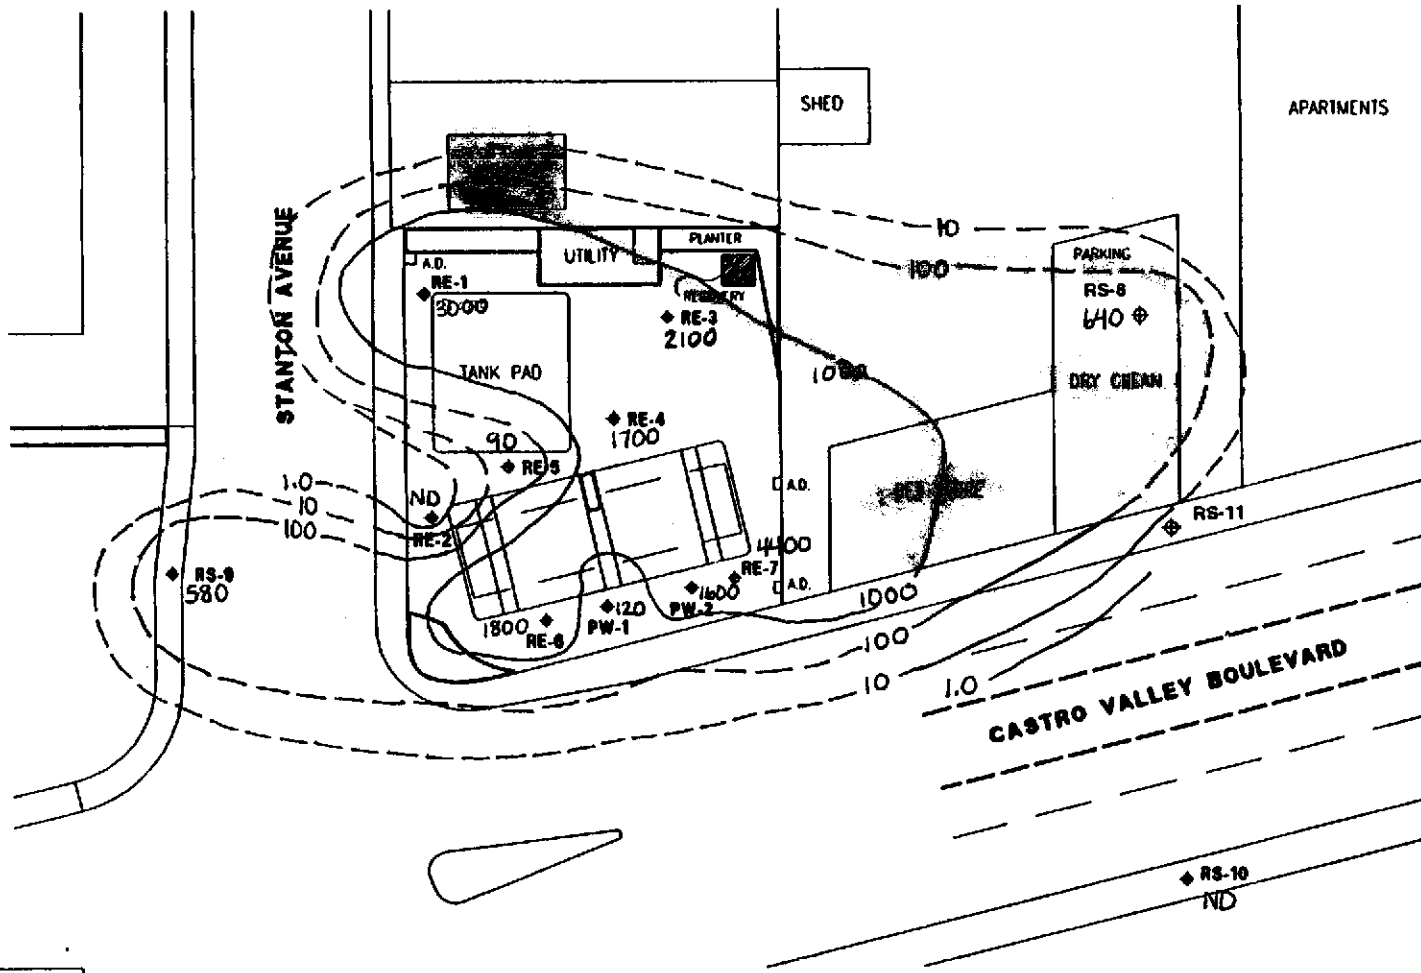 SHED
APARTMENTS
STANTON AVENUE
PLANTER
UTILITY
A.D.
RE-1
3000
RECOVERY
RE-3
2100
10
100
PARKING
RS-8
640
TANK PAD
1000
DRY CLEAN
RE-4
1700
90
RE-5
1.0
10
100
ND
RE-2
A.D.
RS-11
RS-9
580
4400
RE-7
A.D.
1600
PW-2
120
PW-1
1800
RE-6
1000
100
10
1.0
CASTRO VALLEY BOULEVARD
RS-10
ND